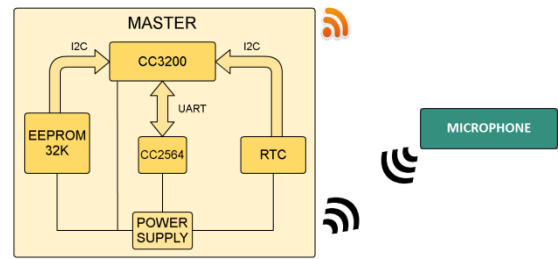 MASTER
I2C
I2C
CC3200
UART
EEPROM
32K
CC2564
RTC
MICROPHONE
POWER
SUPPLY